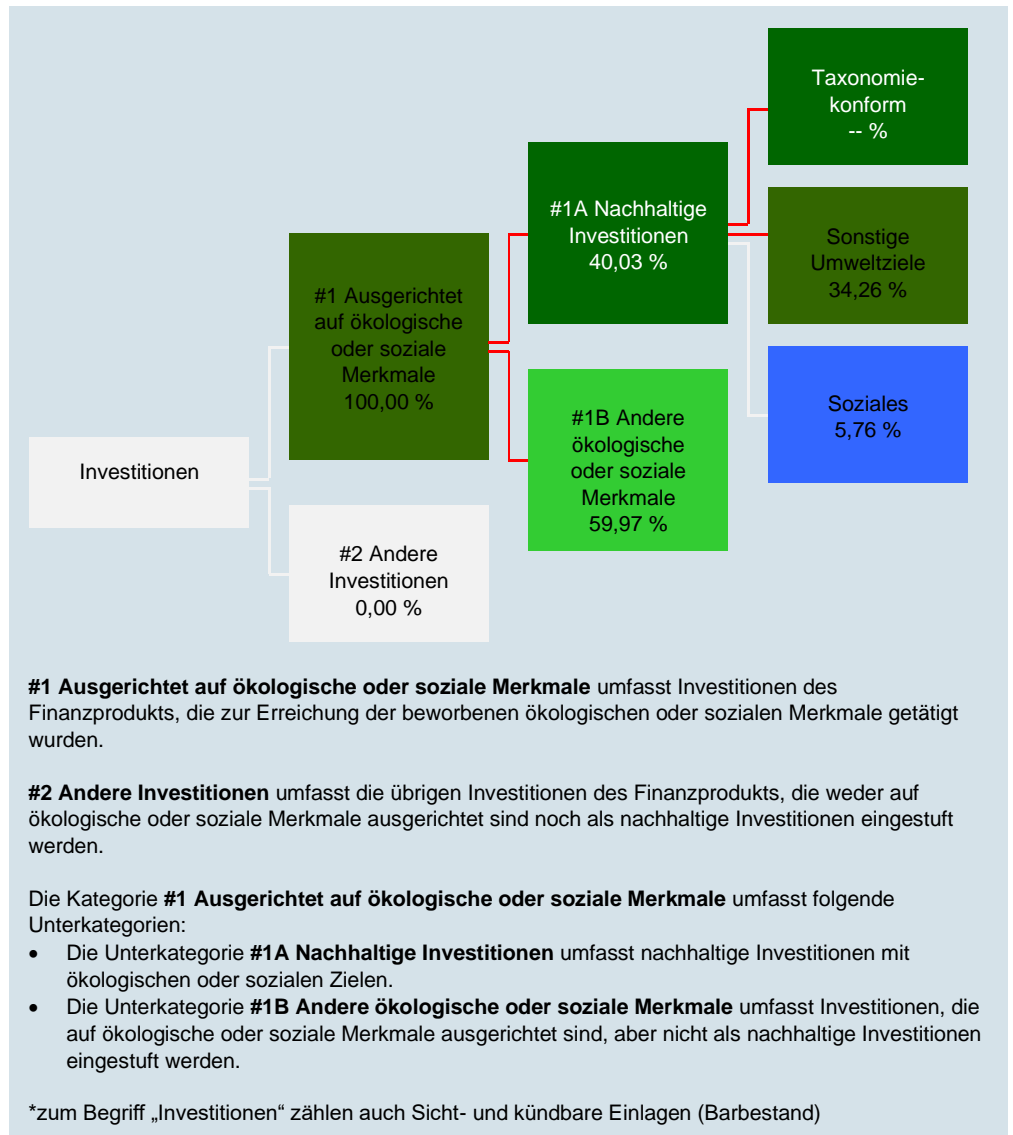 Taxonomie-
konform
-- %
#1A Nachhaltige
Investitionen
40,03 %
Sonstige
Umweltziele
34,26 %
#1 Ausgerichtet
auf ökologische
oder soziale
Merkmale
100,00 %
Soziales
5,76 %
#1B Andere
ökologische
oder soziale
Merkmale
59,97 %
Investitionen
#2 Andere
Investitionen
0,00 %
#1 Ausgerichtet auf ökologische oder soziale Merkmale umfasst Investitionen des
Finanzprodukts, die zur Erreichung der beworbenen ökologischen oder sozialen Merkmale getätigt
wurden.
#2 Andere Investitionen umfasst die übrigen Investitionen des Finanzprodukts, die weder auf
ökologische oder soziale Merkmale ausgerichtet sind noch als nachhaltige Investitionen eingestuft
werden.
Die Kategorie #1 Ausgerichtet auf ökologische oder soziale Merkmale umfasst folgende
Unterkategorien:
• Die Unterkategorie #1A Nachhaltige Investitionen umfasst nachhaltige Investitionen mit
ökologischen oder sozialen Zielen.
• Die Unterkategorie #1B Andere ökologische oder soziale Merkmale umfasst Investitionen, die
auf ökologische oder soziale Merkmale ausgerichtet sind, aber nicht als nachhaltige Investitionen
eingestuft werden.
*zum Begriff „Investitionen“ zählen auch Sicht- und kündbare Einlagen (Barbestand)